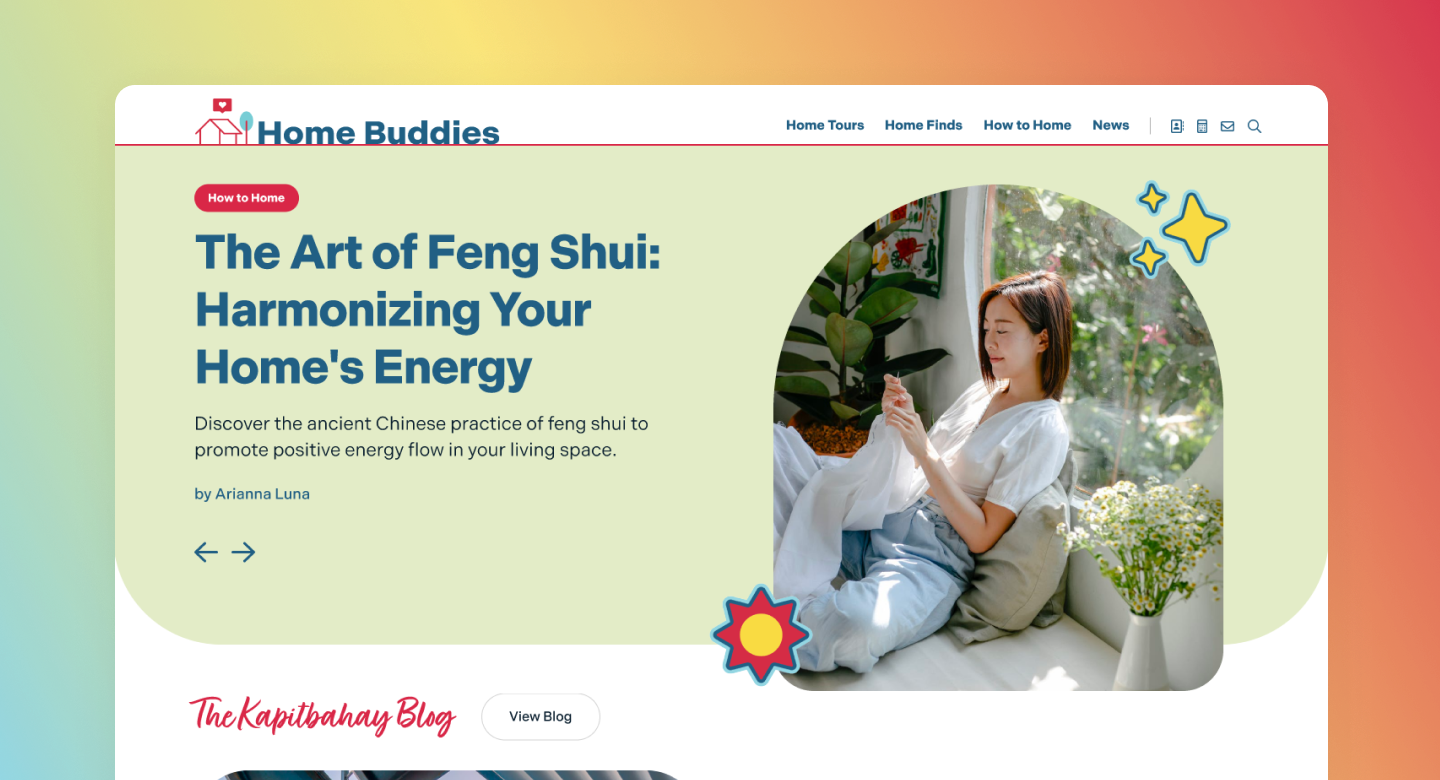 Home Buddies
Home Tours
Home Finds
How to Home
News
How to Home
The Art of Feng Shui:
Harmonizing Your
Home's Energy
Discover the ancient Chinese practice of feng shui to
promote positive energy flow in your living space.
by Arianna Luna
The Kapitbahay Blog
View Blog